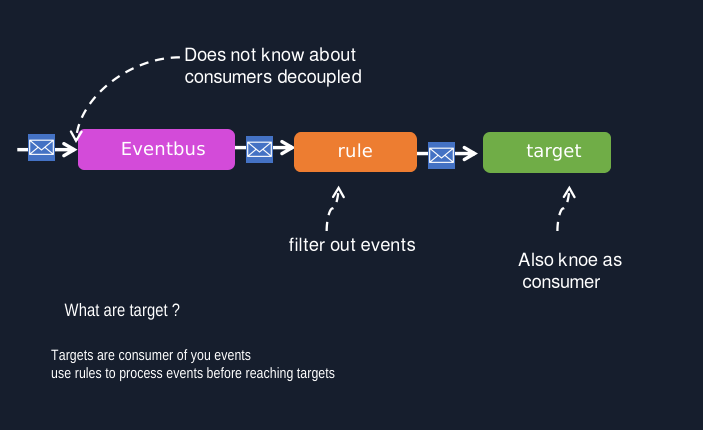 Does not know about
consumers decoupled
Eventbus
rule
target
filter out events
Also knoe as
consumer
What are target ?
Targets are consumer of you events
use rules to process events before reaching targets